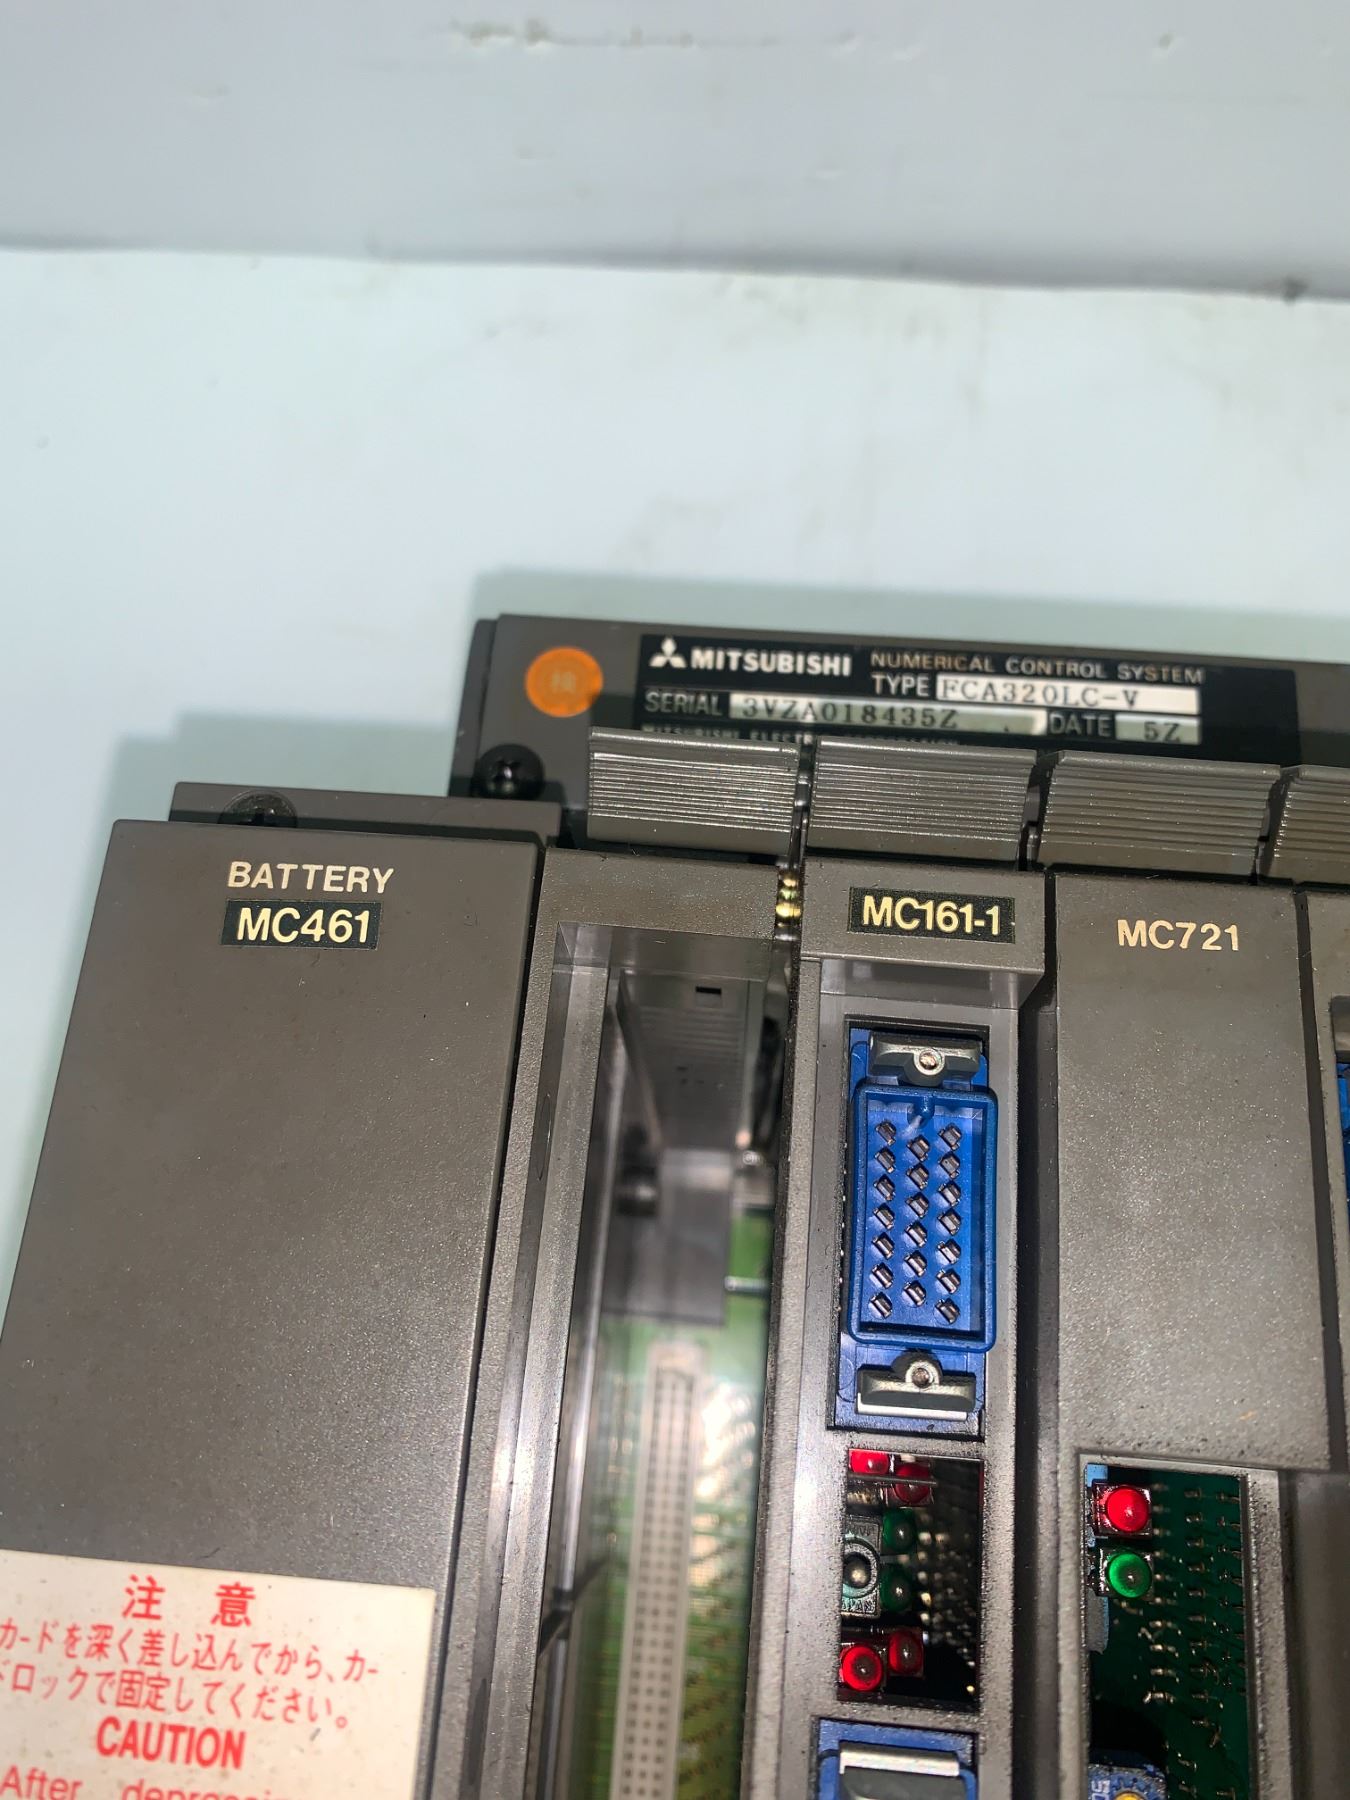 検
MITSUBISHI NUMERICAL CONTROL SYSTEM
TYPE FCA320LC-V
SERIAL 3VZA018435Z DATE 5Z
BATTERY
MC461
MC161-1
MC721
注 意
カードを深く差し込んでから、カー
ドロックで固定してください。
CAUTION
After depressing